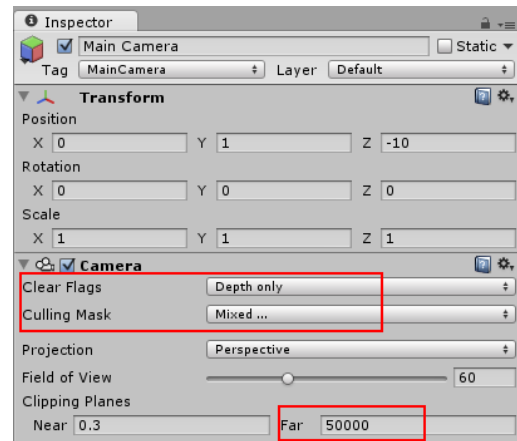 Inspector
Main Camera Static
Tag MainCamera Layer Default
Transform
Position
X 0 Y 1 Z -10
Rotation
X 0 Y 0 Z 0
Scale
X 1 Y 1 Z 1
Camera
Clear Flags Depth only
Culling Mask Mixed ...
Projection Perspective
Field of View 60
Clipping Planes
Near 0.3 Far 50000